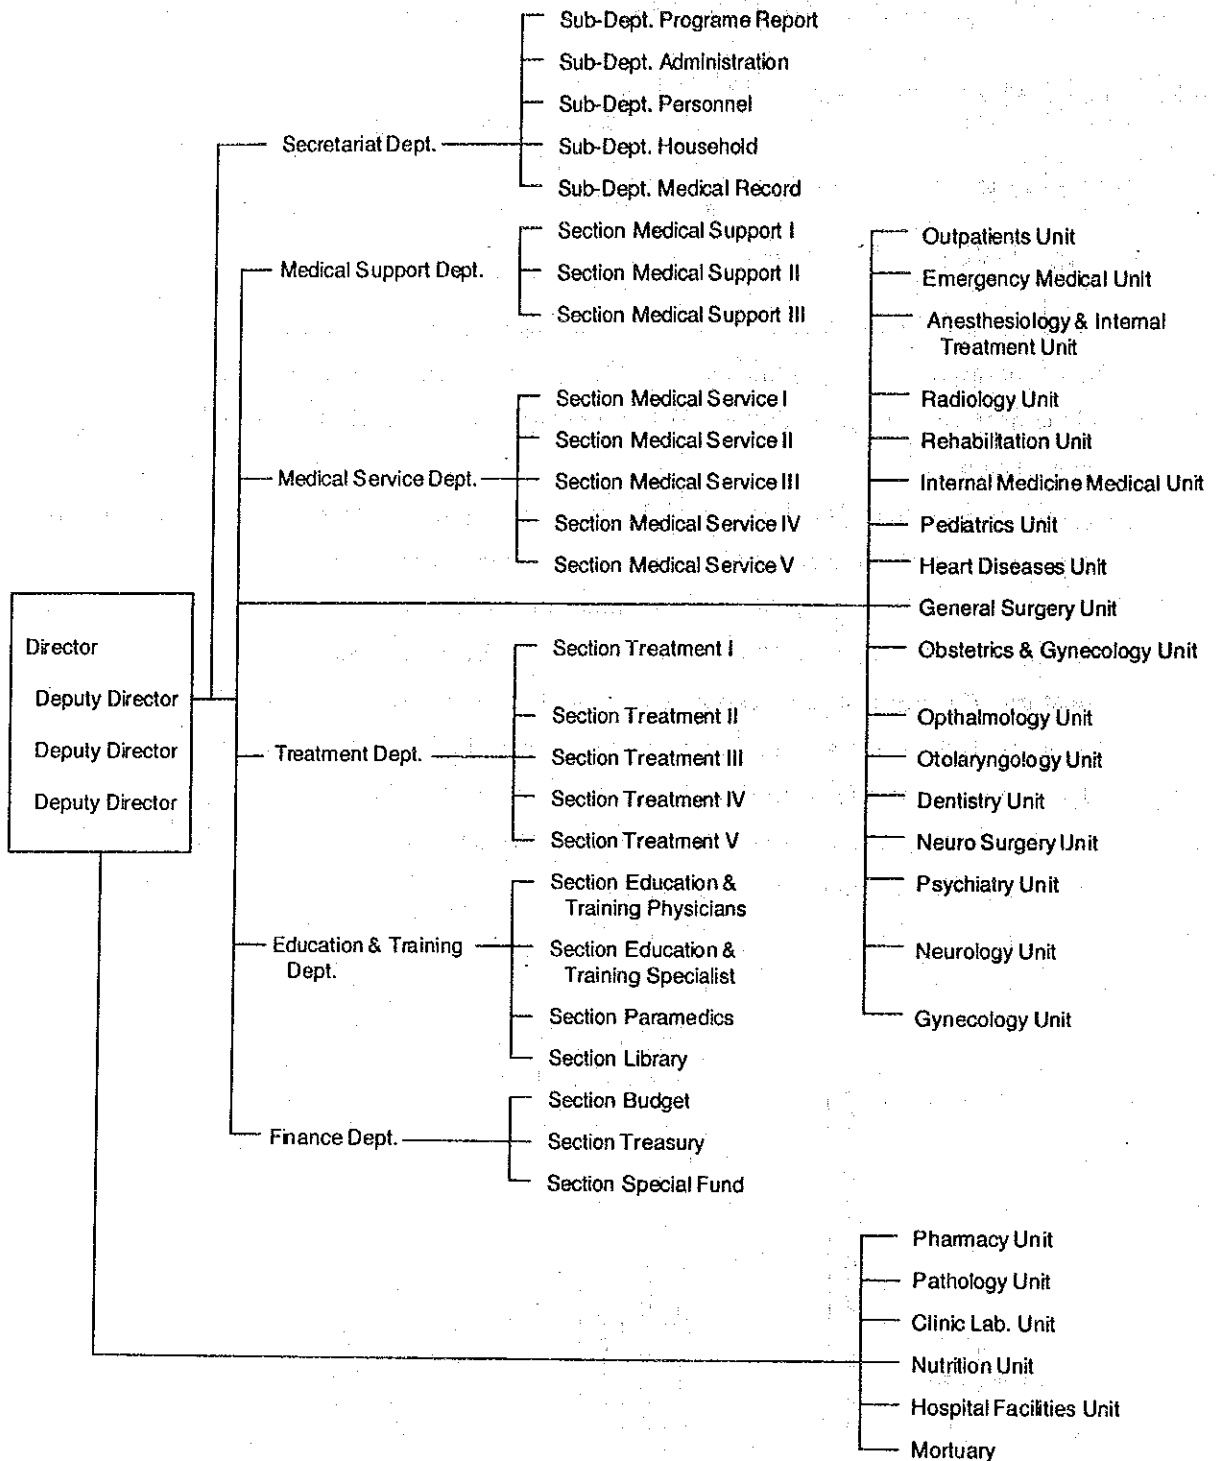 Sub-Dept. Programe Report
Sub-Dept. Administration
Sub-Dept. Personnel
Secretariat Dept.
Sub-Dept. Household
Sub-Dept. Medical Record
Section Medical Support I
Medical Support Dept.
Section Medical Support II
Section Medical Support III
Section Medical Service I
Section Medical Service II
Medical Service Dept.
Section Medical Service III
Section Medical Service IV
Section Medical Service V
Director
Deputy Director
Deputy Director
Deputy Director
Section Treatment I
Section Treatment II
Treatment Dept.
Section Treatment III
Section Treatment IV
Section Treatment V
Section Education &
Training Physicians
Education & Training
Dept.
Section Education &
Training Specialist
Section Paramedics
Section Library
Section Budget
Finance Dept.
Section Treasury
Section Special Fund
Outpatients Unit
Emergency Medical Unit
Anesthesiology & Internal
Treatment Unit
Radiology Unit
Rehabilitation Unit
Internal Medicine Medical Unit
Pediatrics Unit
Heart Diseases Unit
General Surgery Unit
Obstetrics & Gynecology Unit
Opthalmology Unit
Otolaryngology Unit
Dentistry Unit
Neuro Surgery Unit
Psychiatry Unit
Neurology Unit
Gynecology Unit
Pharmacy Unit
Pathology Unit
Clinic Lab. Unit
Nutrition Unit
Hospital Facilities Unit
Mortuary